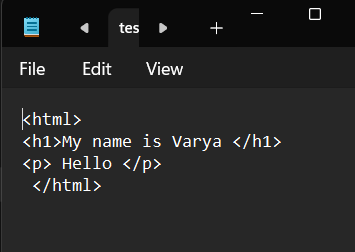 tes
File Edit View
<html>
<h1>My name is Varya </h1>
<p> Hello </p>
</html>